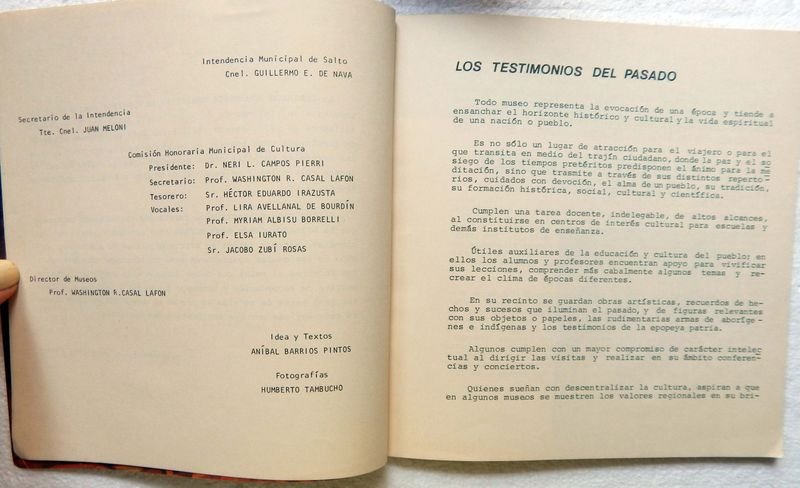 Intendencia Municipal de Salto
Cnel. GUILLERMO E. DE NAVA
Secretario de la Intendencia
Tte. Cnel. JUAN MELONI
Comisión Honoraria Municipal de Cultura
Presidente: Dr. NERI L. CAMPOS PIERRI
Secretario: Prof. WASHINGTON R. CASAL LAFON
Tesorero: Sr. HÉCTOR EDUARDO IRAZUSTA
Vocales: Prof. LIRA AVELLANAL DE BOURDÍN
Prof. MYRIAM ALBISU BORRELLI
Prof. ELSA IURATO
Sr. JACOBO ZUBÍ ROSAS
Director de Museos
Prof. WASHINGTON R.CASAL LAFON
Idea y Textos
ANÍBAL BARRIOS PINTOS
Fotografías
HUMBERTO TAMBUCHO
LOS TESTIMONIOS DEL PASADO
Todo museo representa la evocación de una época y tiende a
ensanchar el horizonte histórico y cultural y la vida espiritual
de una nación o pueblo.
Es no sólo un lugar de atracción para el viajero o para el
que transita en medio del trajín ciudadano, donde la paz y el so
siego de los tiempos pretéritos predisponen el ánimo para la me
ditación, sino que trasmite a través de sus distintos reperto-
rios, cuidados con devoción, el alma de un pueblo, su tradición,
su formación histórica, social, cultural y científica.
Cumplen una tarea docente, indelegable, de altos alcances,
al constituirse en centros de interés cultural para escuelas y
demás institutos de enseñanza.
Útiles auxiliares de la educación y cultura del pueblo; en
ellos los alumnos y profesores encuentran apoyo para vivificar
sus lecciones, comprender más cabalmente algunos temas y re-
crear el clima de épocas diferentes.
En su recinto se guardan obras artísticas, recuerdos de he-
chos y sucesos que iluminan el pasado, y de figuras relevantes
con sus objetos o papeles, las rudimentarias armas de aboríge-
nes e indígenas y los testimonios de la epopeya patria.
Algunos cumplen con un mayor compromiso de carácter intelec
tual al dirigir las visitas y realizar en su ámbito conferen-
cias y conciertos.
Quienes sueñan con descentralizar la cultura, aspiran a que
en algunos museos se muestren los valores regionales en su bri-